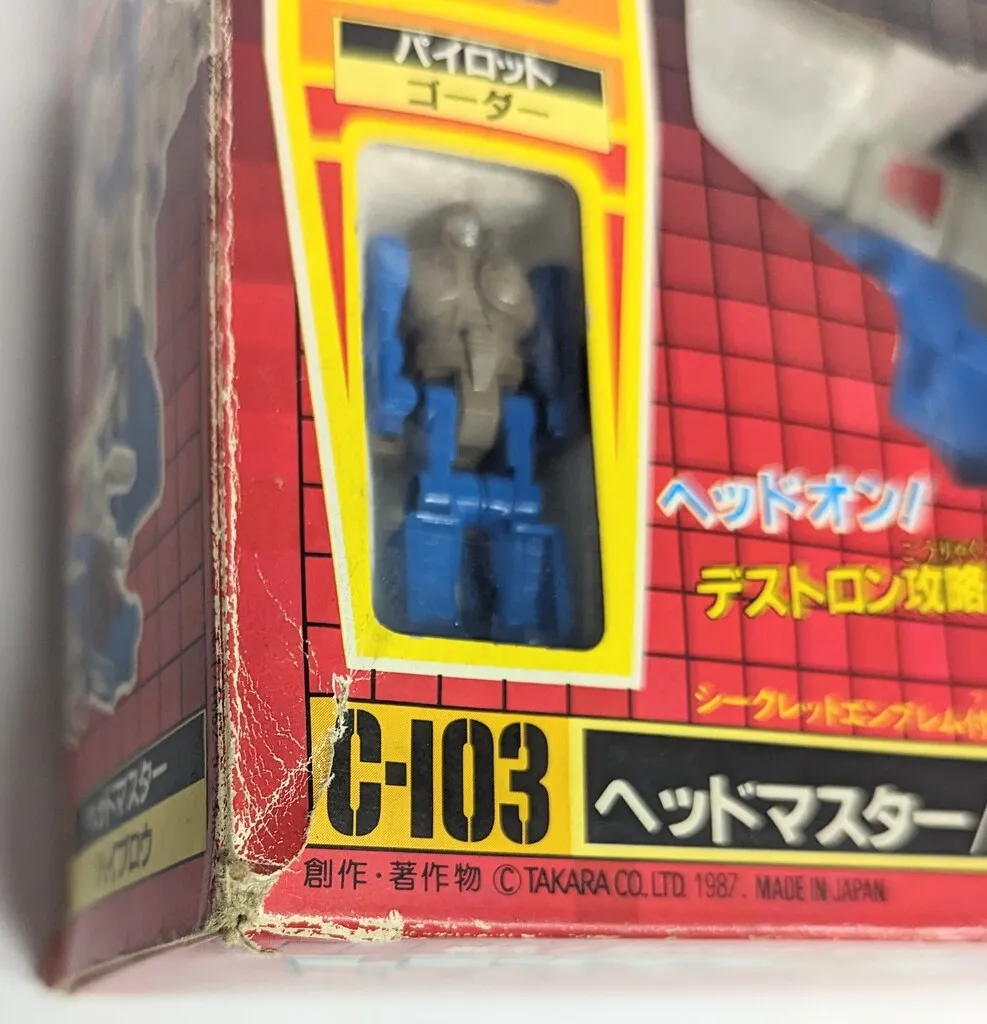 パイロット
ゴーダー
ヘッドオン!
こうりゃく
デストロン攻略
シークレットエンブレム付
C-103
ヘッドマスター/
ヘッドマスター
ハイブロウ
創作・著作物 © TAKARA CO., LTD. 1987. MADE IN JAPAN